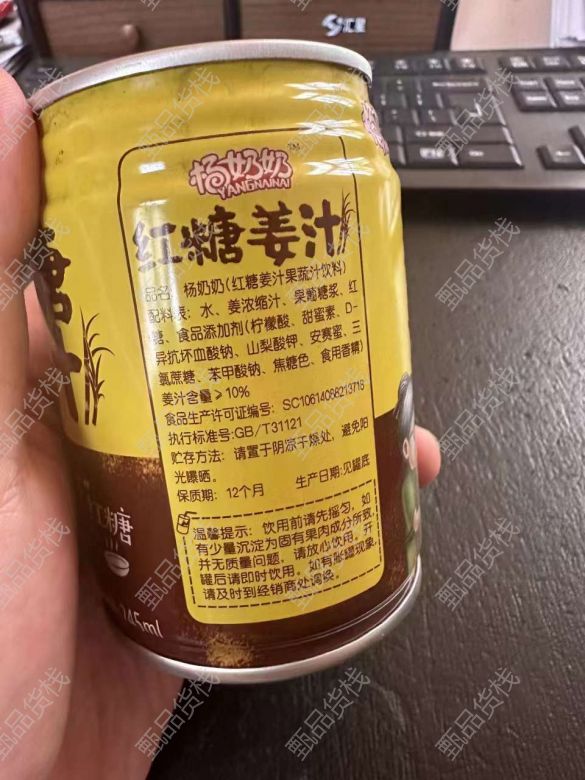 汇星
杨奶奶™
YANGNAINAI
红糖姜汁
品名：杨奶奶(红糖姜汁果蔬汁饮料)
配料表：水、姜浓缩汁、果葡糖浆、红
糖、食品添加剂(柠檬酸、甜蜜素、D-
异抗坏血酸钠、山梨酸钾、安赛蜜、三
氯蔗糖、苯甲酸钠、焦糖色、食用香精)
姜汁含量≥10%
食品生产许可证编号：SC10614068213718
执行标准号:GB/T31121
贮存方法：请置于阴凉干燥处，避免阳
光曝晒。
保质期：12个月 生产日期:见罐底
温馨提示：饮用前请先摇匀，如
有少量沉淀为固有果肉成分所致，
并无质量问题，请放心饮用。开
罐后请即时饮用。如有胀罐现象，
请及时到经销商处调换。
红糖
245ml
甄品货栈